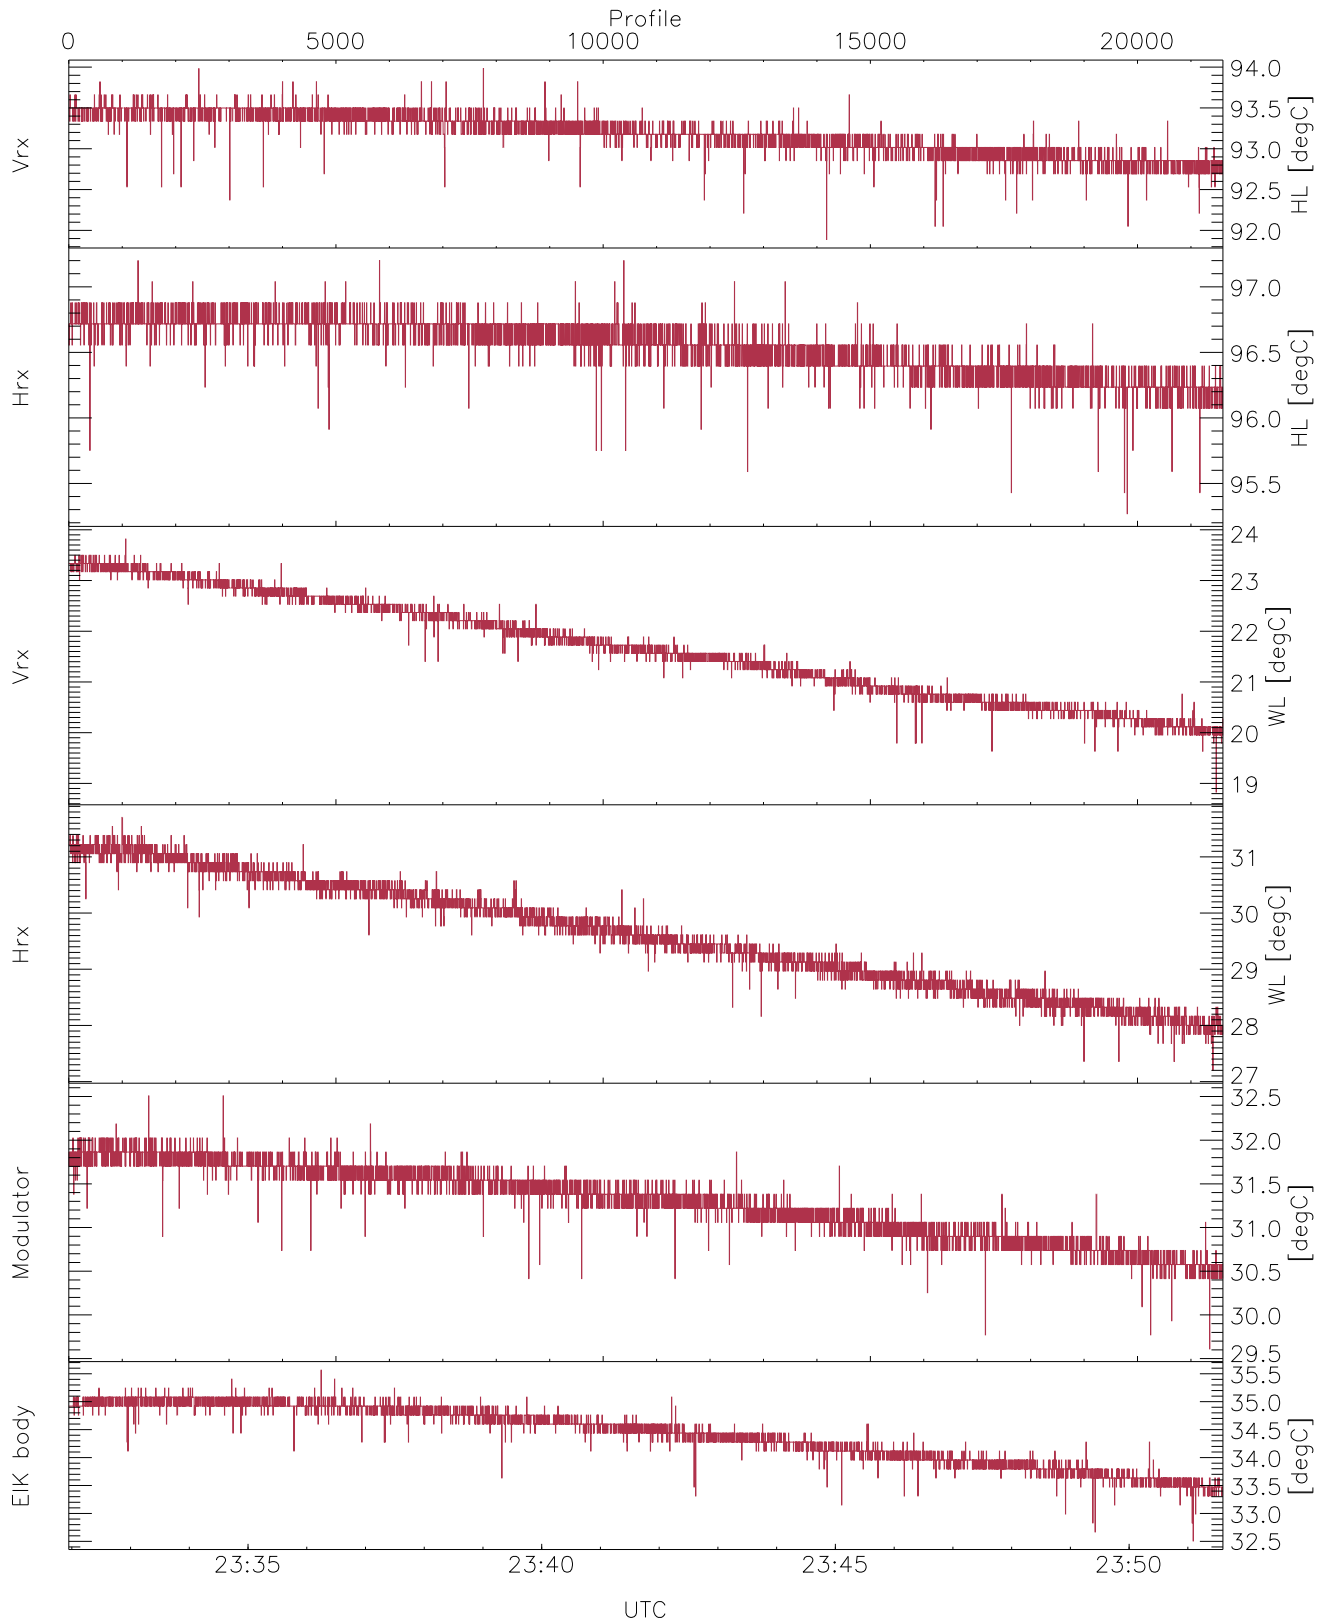 Profile
0 5000 10000 15000 20000
94.0
93.5
93.0
92.5
92.0
Vrx
HL [degC]
97.0
96.5
96.0
95.5
Hrx
HL [degC]
24
23
22
21
20
19
Vrx
WL [degC]
31
30
29
28
27
Hrx
WL [degC]
32.5
32.0
31.5
31.0
30.5
30.0
29.5
Modulator
[degC]
35.5
35.0
34.5
34.0
33.5
33.0
32.5
EIK body
[degC]
23:35 23:40 23:45 23:50
UTC